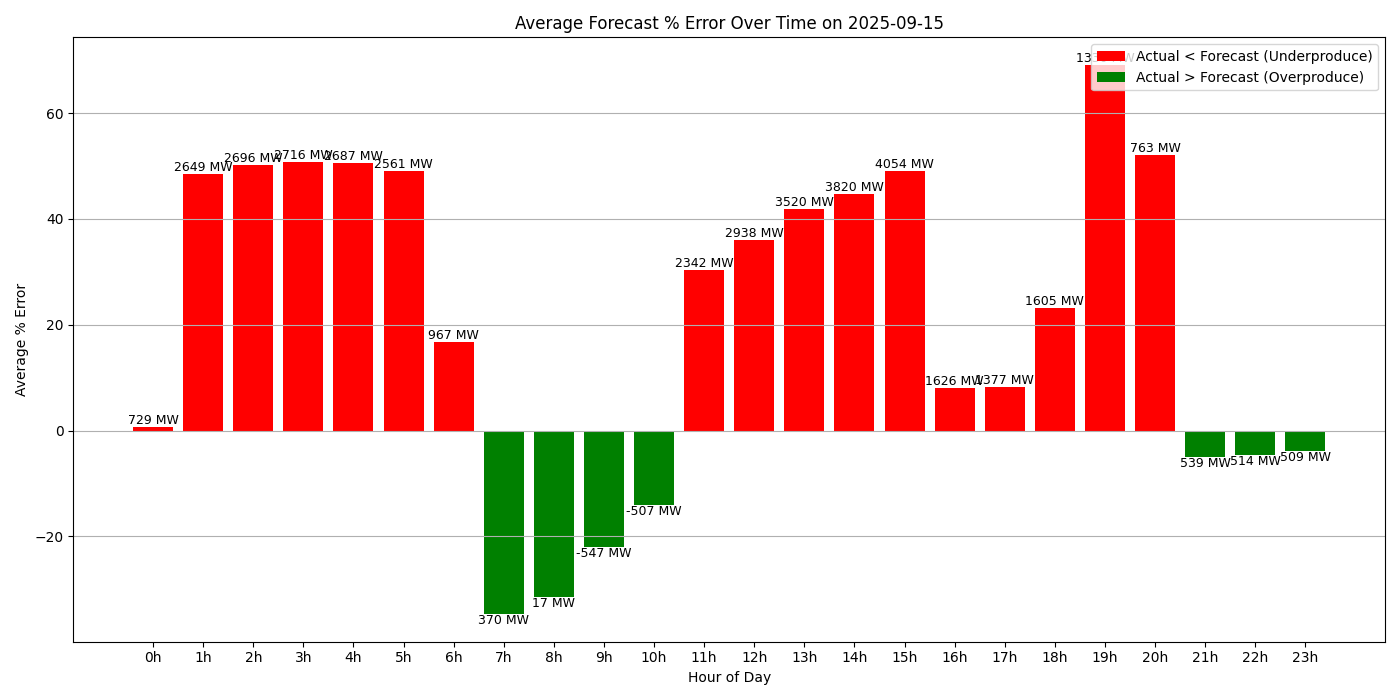 Average Forecast % Error Over Time on 2025-09-15
Actual < Forecast (Underproduce)
Actual > Forecast (Overproduce)
Average % Error
60
40
20
0
−20
729 MW
2649 MW
2696 MW
2716 MW
2687 MW
2561 MW
967 MW
370 MW
17 MW
-547 MW
-507 MW
2342 MW
2938 MW
3520 MW
3820 MW
4054 MW
1626 MW
1377 MW
1605 MW
763 MW
539 MW
514 MW
509 MW
0h 1h 2h 3h 4h 5h 6h 7h 8h 9h 10h 11h 12h 13h 14h 15h 16h 17h 18h 19h 20h 21h 22h 23h
Hour of Day